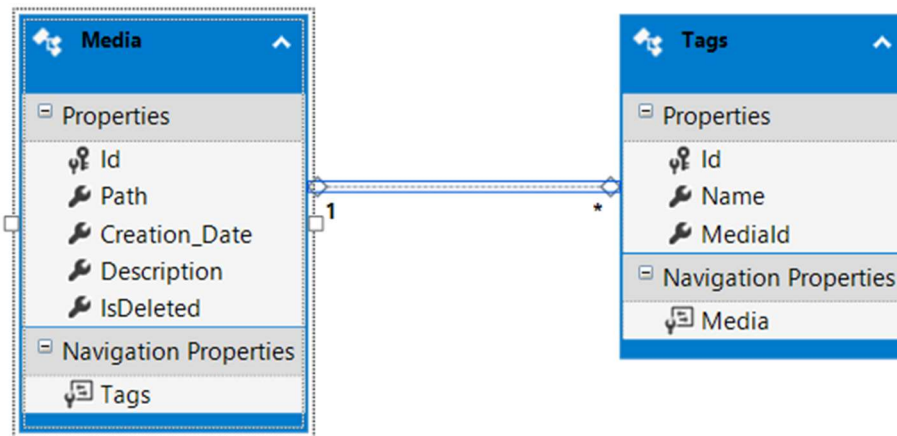 Media
Properties
Id
Path
Creation_Date
Description
IsDeleted
Navigation Properties
Tags
1
*
Tags
Properties
Id
Name
MediaId
Navigation Properties
Media